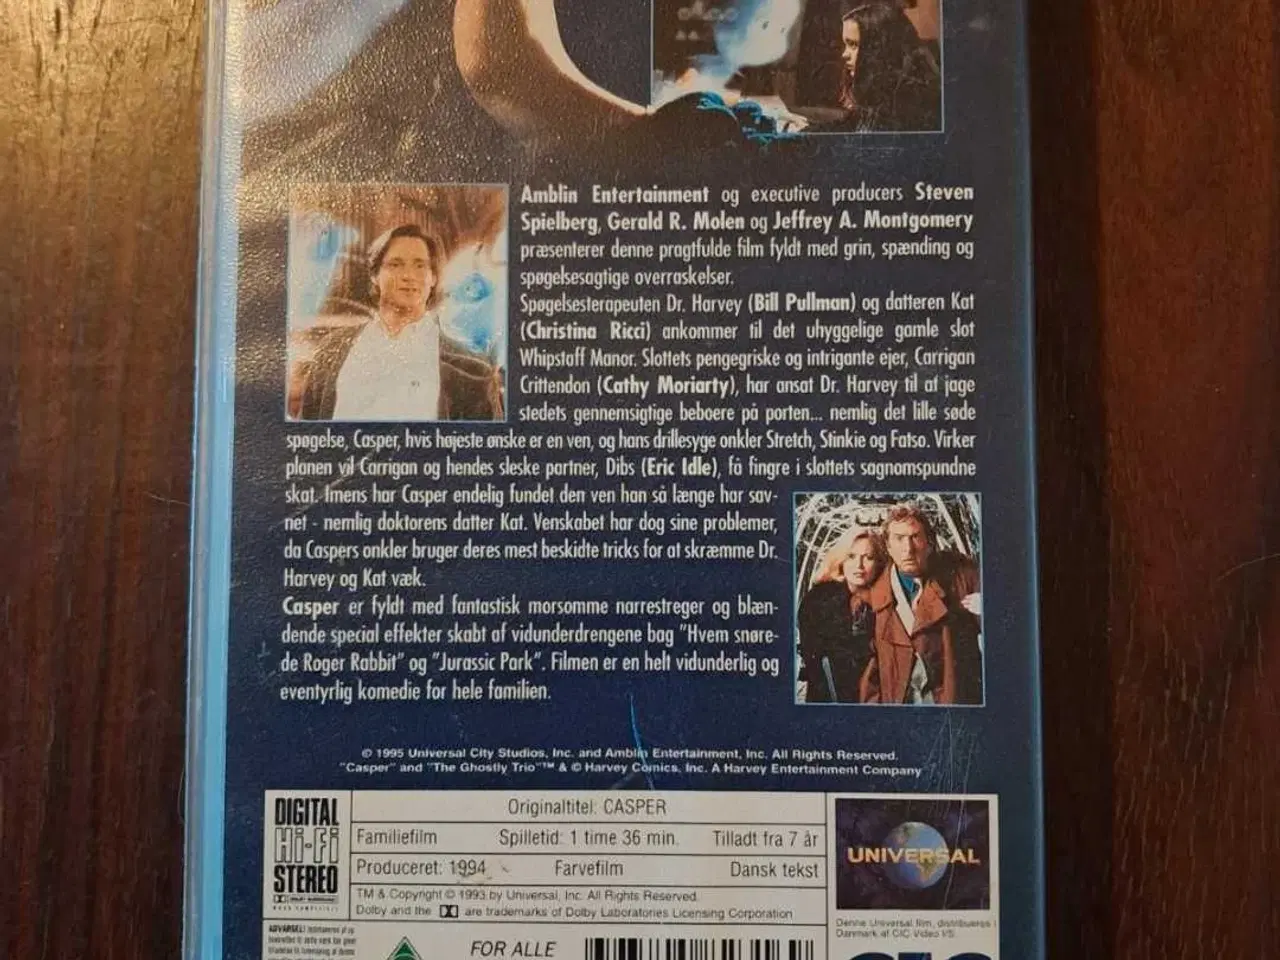 Amblin Entertainment og executive producers Steven
Spielberg, Gerald R. Molen og Jeffrey A. Montgomery
præsenterer denne pragtfulde film fyldt med grin, spænding og
spøgelsesagtige overraskelser.
Spøgelsesterapeuten Dr. Harvey (Bill Pullman) og datteren Kat
(Christina Ricci) ankommer til det uhyggelige gamle slot
Whipstaff Manor. Slottets pengegriske og intrigante ejer, Carrigan
Crittendon (Cathy Moriarty), har ansat Dr. Harvey til at jage
stedets gennemsigtige beboere på porten... nemlig det lille søde
spøgelse, Casper, hvis højeste ønske er en ven, og hans drillesyge onkler Stretch, Stinkie og Fatso. Virker
planen vil Carrigan og hendes sleske partner, Dibs (Eric Idle), få fingre i slottets sagnomspundne
skat. Imens har Casper endelig fundet den ven han så længe har sav-
net - nemlig doktorens datter Kat. Venskabet har dog sine problemer,
da Caspers onkler bruger deres mest beskidte tricks for at skræmme Dr.
Harvey og Kat væk.
Casper er fyldt med fantastisk morsomme narrestreger og blæn-
dende special effekter skabt af vidunderdrengene bag "Hvem snøre-
de Roger Rabbit" og "Jurassic Park". Filmen er en helt vidunderlig og
eventyrlig komedie for hele familien.
© 1995 Universal City Studios, Inc. and Amblin Entertainment, Inc. All Rights Reserved.
"Casper" and "The Ghostly Trio"™ & © Harvey Comics, Inc. A Harvey Entertainment Company
DIGITAL
Hi-Fi
STEREO
Originaltitel: CASPER
Familiefilm Spilletid: 1 time 36 min. Tilladt fra 7 år
Produceret: 1994 Farvefilm Dansk tekst
TM & Copyright © 1993 by Universal, Inc. All Rights Reserved.
Dolby and the are trademarks of Dolby Laboratories Licensing Corporation
UNIVERSAL
Denne Universal film, distribueres i
Danmark af CIC Video I/S
ADVARSEL!
FOR ALLE